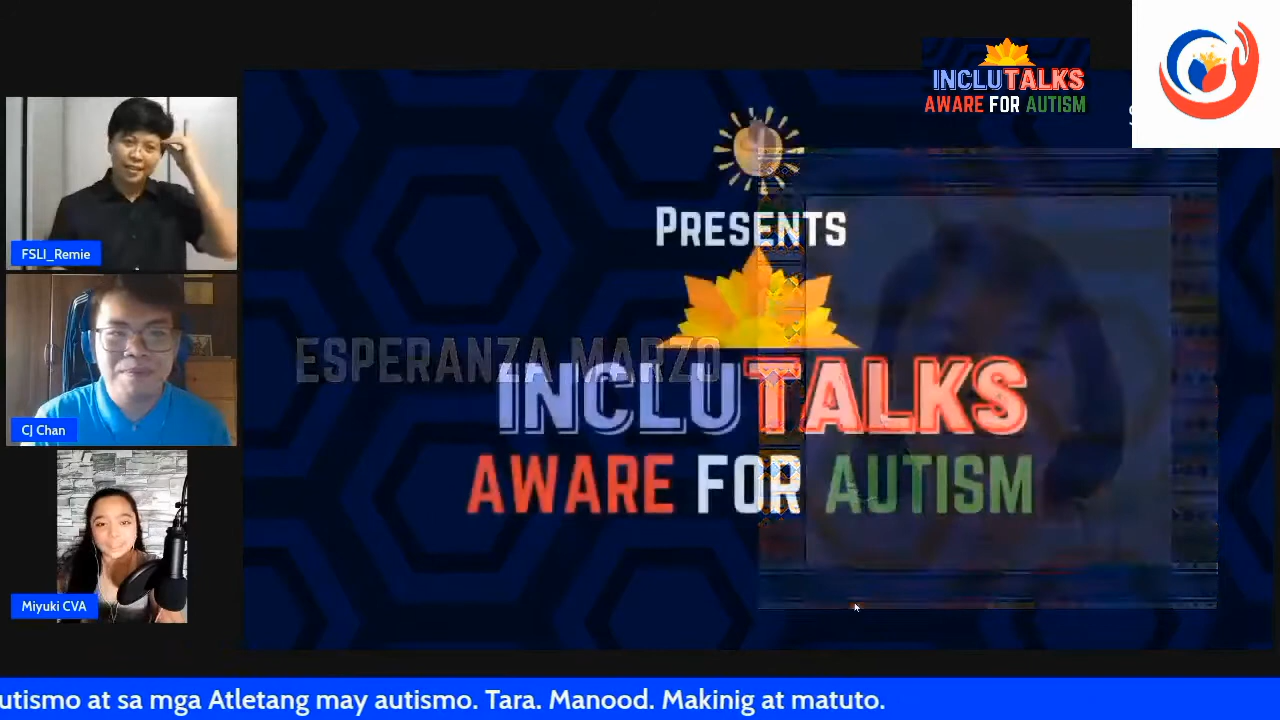 INCLUTALKS
AWARE FOR AUTISM
PRESENTS
ESPERANZA MARZO
INCLUTALKS
AWARE FOR AUTISM
FSLI_Remie
CJ Chan
Miyuki CVA
utismo at sa mga Atletang may autismo. Tara. Manood. Makinig at matuto.